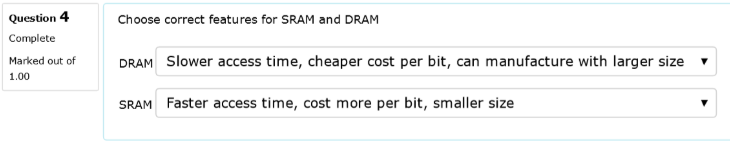 Question 4
Complete
Marked out of
1.00
Choose correct features for SRAM and DRAM
DRAM Slower access time, cheaper cost per bit, can manufacture with larger size
SRAM Faster access time, cost more per bit, smaller size